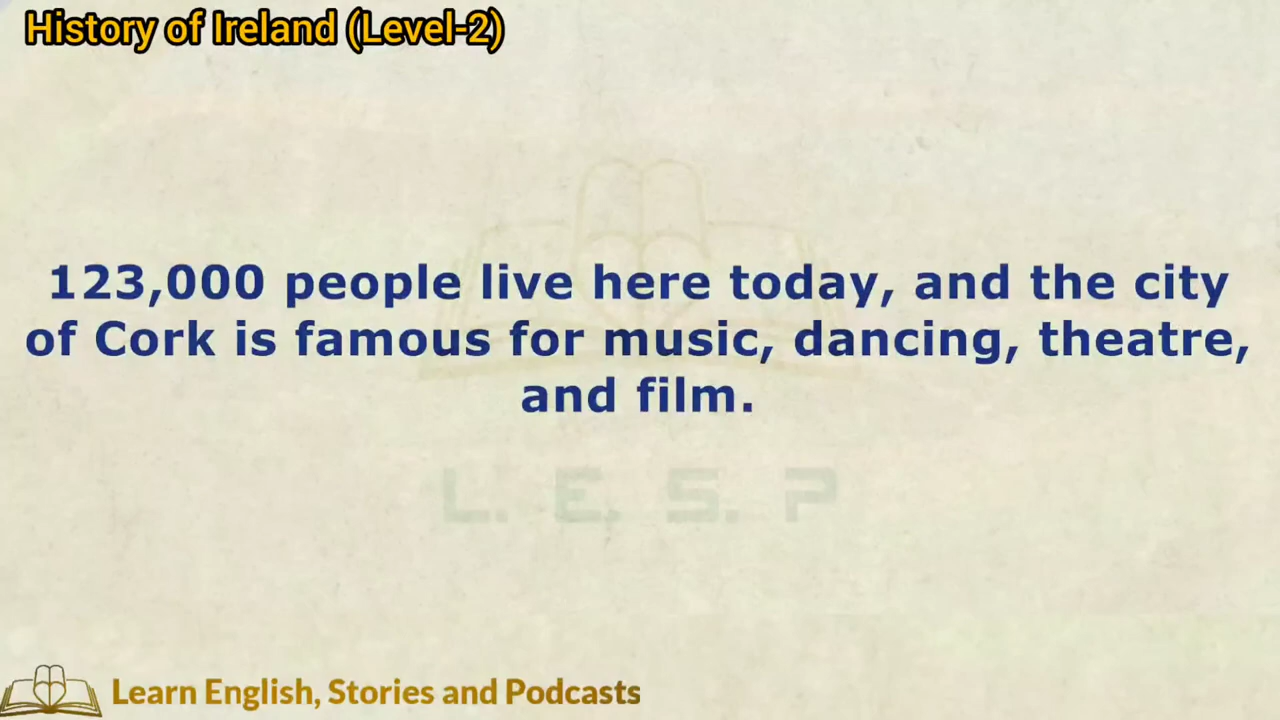 History of Ireland (Level-2)
123,000 people live here today, and the city
of Cork is famous for music, dancing, theatre,
and film.
L. E. S. P
Learn English, Stories and Podcasts